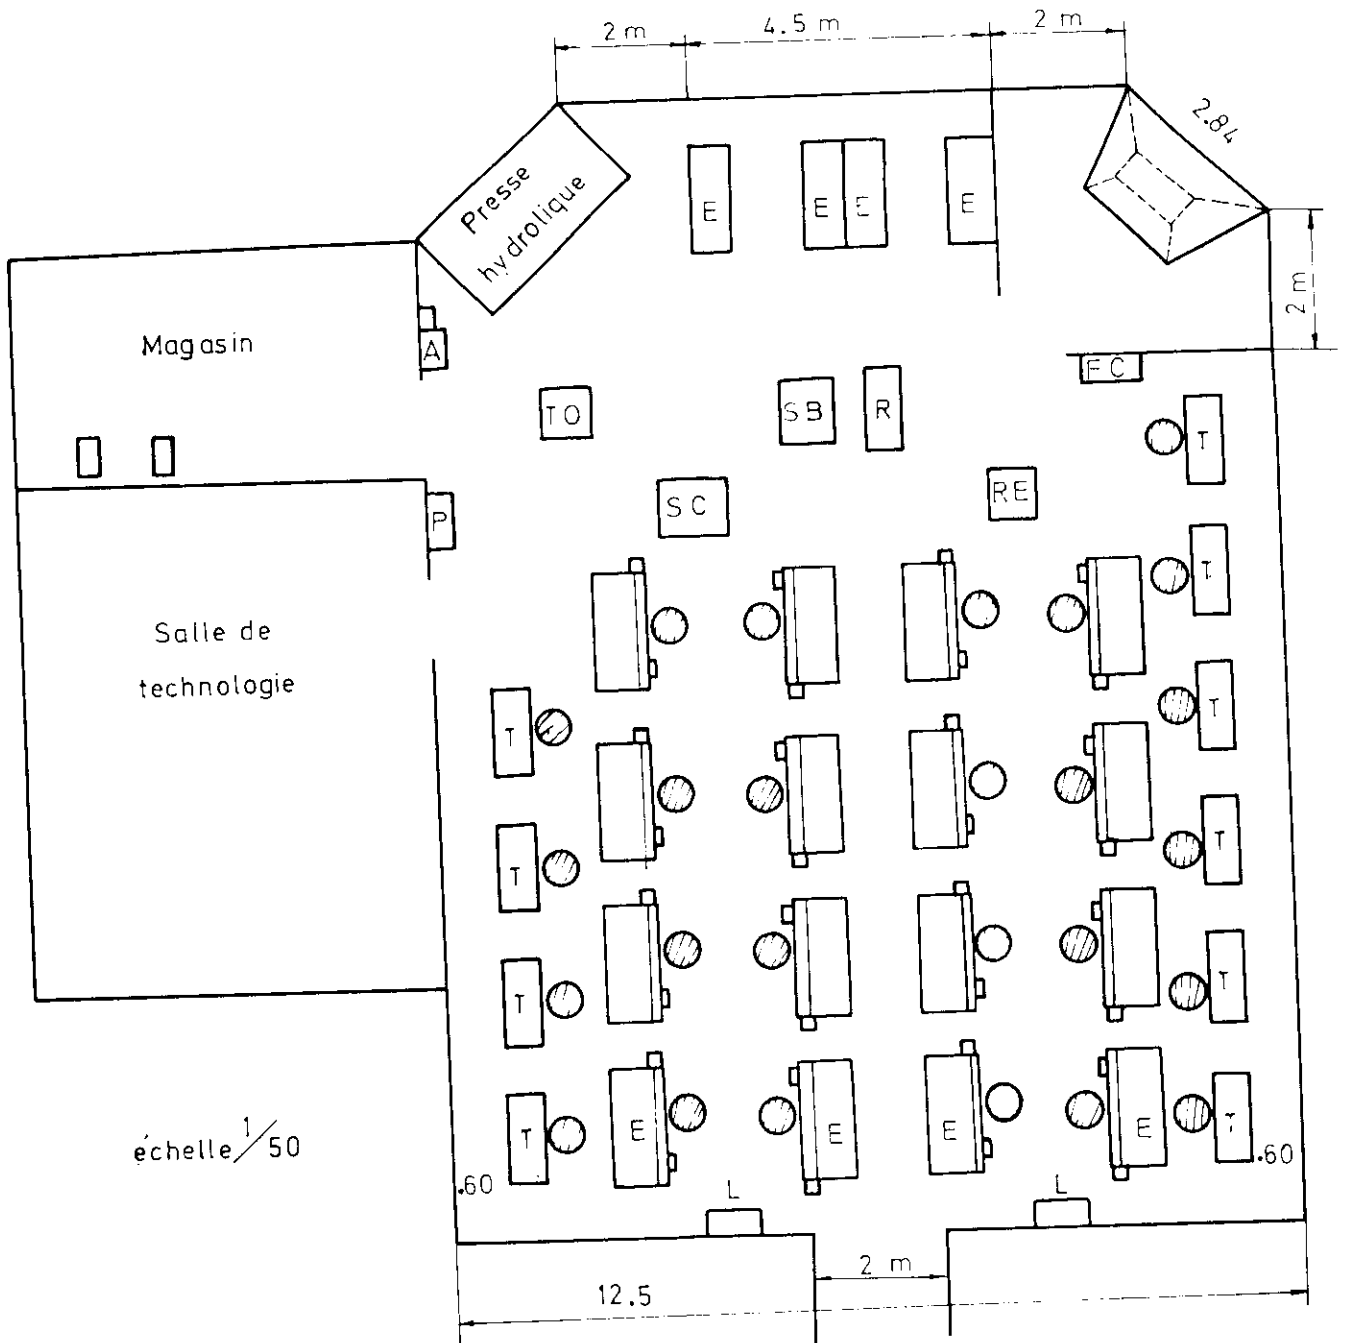 2 m
4.5 m
2 m
2.84
Presse
hydrolique
E
E E
E
2 m
Magasin
A
FC
TO
SB
R
T
SC
RE
P
T
Salle de
technologie
T
T
T
T
T
T
T
T
E
E
E
E
T
échelle 1/50
.60
.60
L
L
2 m
12.5